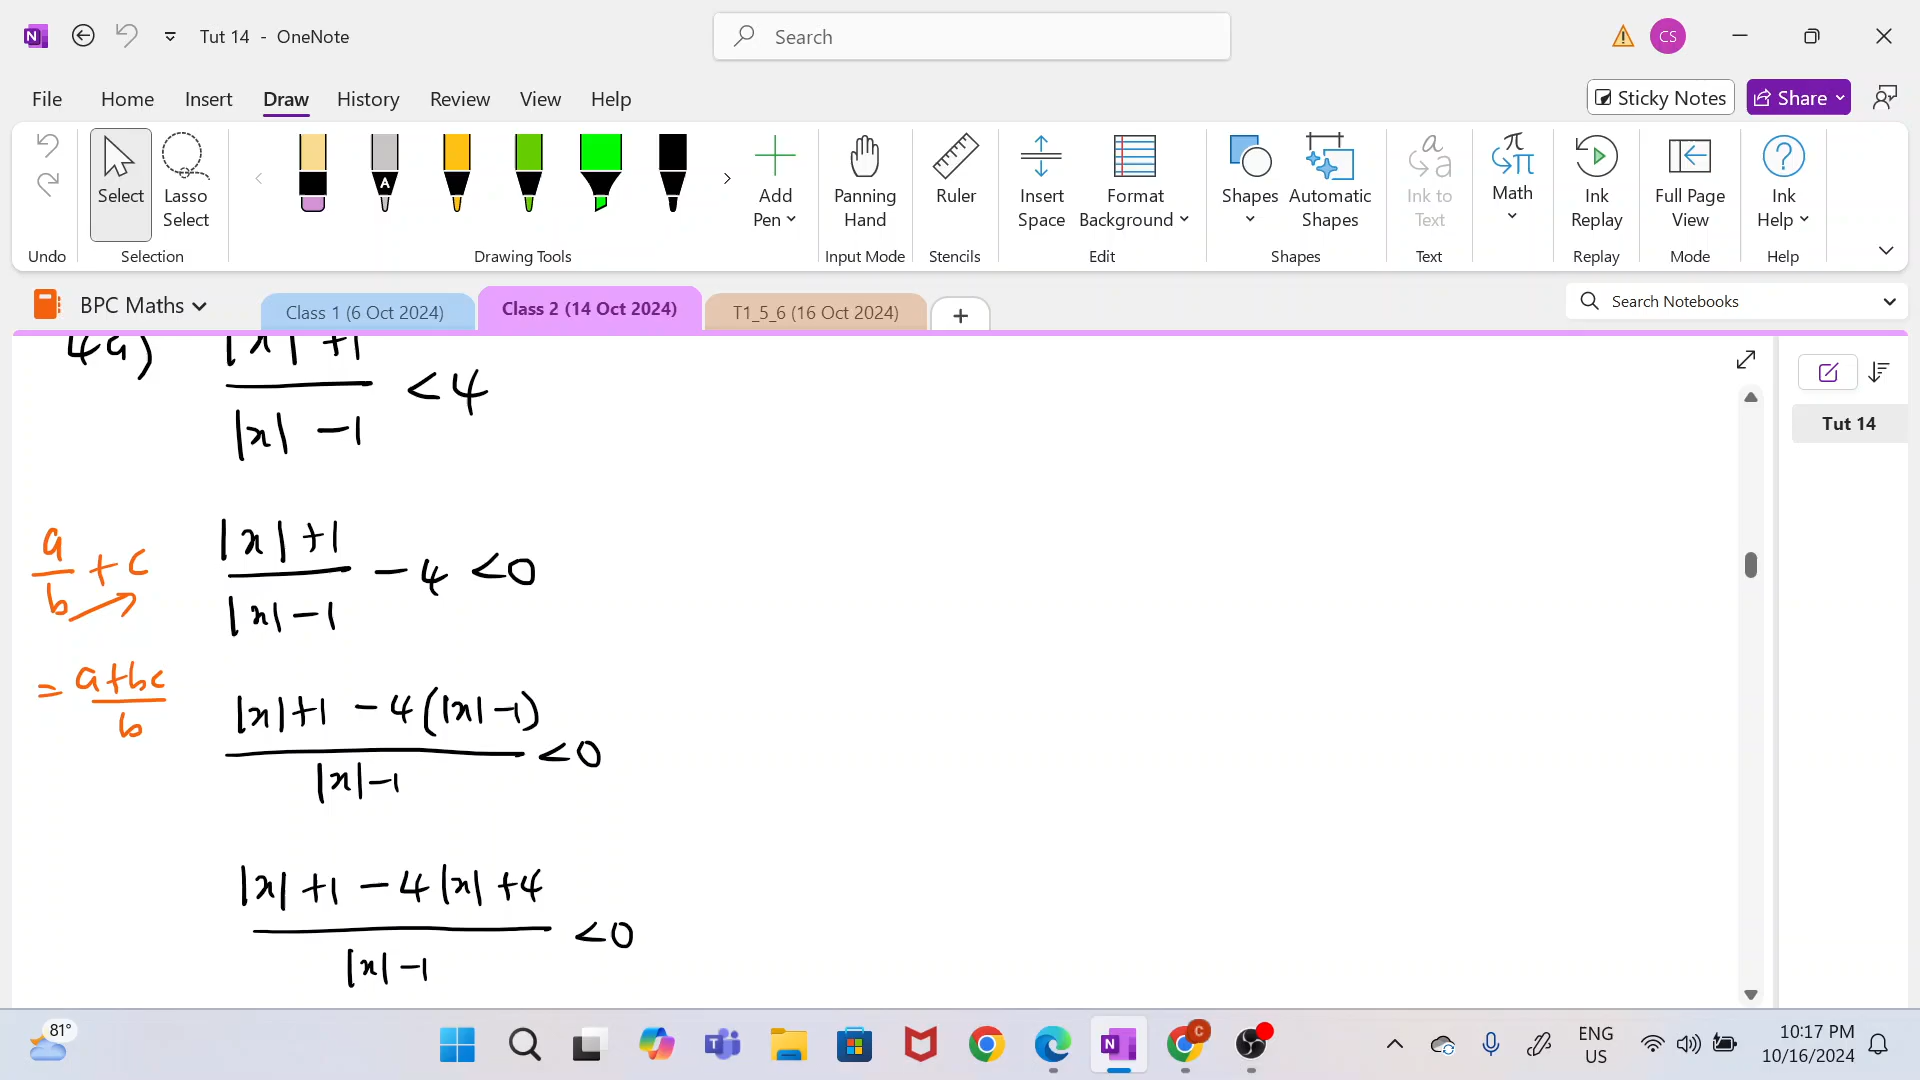 Tut 14 - OneNote
Search
CS
File Home Insert Draw History Review View Help
Sticky Notes Share
Select Lasso Select Add Pen Panning Hand Ruler Insert Space Format Background Shapes Automatic Shapes Ink to Text Math Ink Replay Full Page View Ink Help
Undo Selection Drawing Tools Input Mode Stencils Edit Shapes Text Replay Mode Help
BPC Maths Class 1 (6 Oct 2024) Class 2 (14 Oct 2024) T1_5_6 (16 Oct 2024) + Search Notebooks
Tut 14
4a) |x| +1
< 4
|x| -1
|x| +1
|x| -1
- 4 < 0
a
b
+ c
= a+bc
b
|x| +1 - 4 (|x| -1)
|x| -1
< 0
|x| +1 - 4 |x| +4
|x| -1
< 0
81°
ENG
US
10:17 PM
10/16/2024